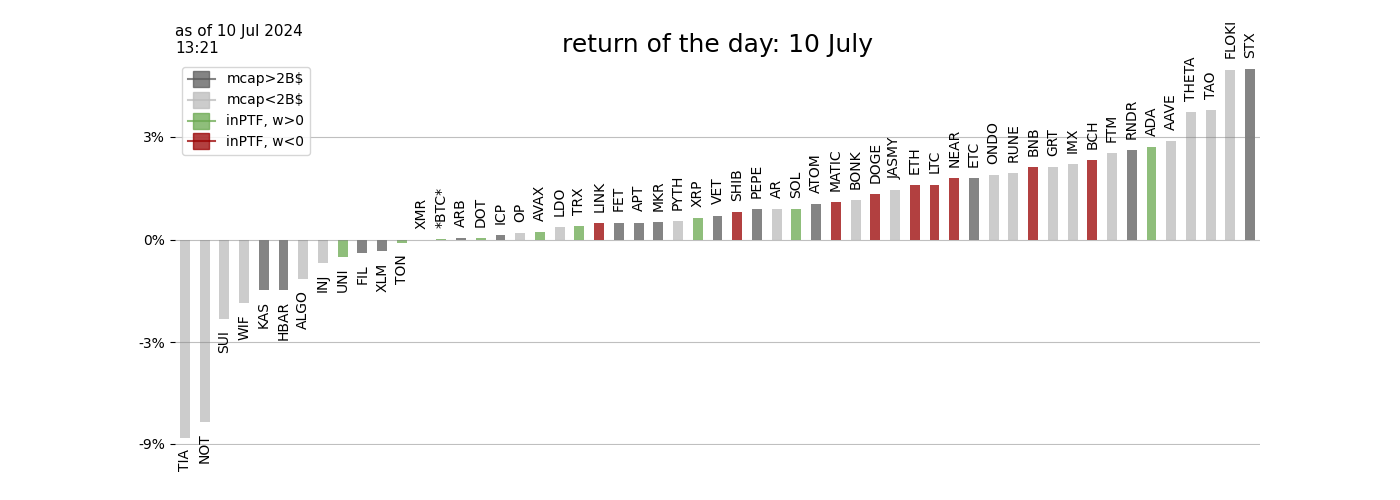 as of 10 Jul 2024
13:21
return of the day: 10 July
mcap>2B$
mcap<2B$
inPTF, w>0
inPTF, w<0
3%
0%
-3%
-9%
TIA
NOT
SUI
WIF
KAS
HBAR
ALGO
INJ
UNI
FIL
XLM
TON
XMR
*BTC*
ARB
DOT
ICP
OP
AVAX
LDO
TRX
LINK
FET
APT
MKR
PYTH
XRP
VET
SHIB
PEPE
AR
SOL
ATOM
MATIC
BONK
DOGE
JASMY
ETH
LTC
NEAR
ETC
ONDO
RUNE
BNB
GRT
IMX
BCH
FTM
RNDR
ADA
AAVE
THETA
TAO
FLOKI
STX